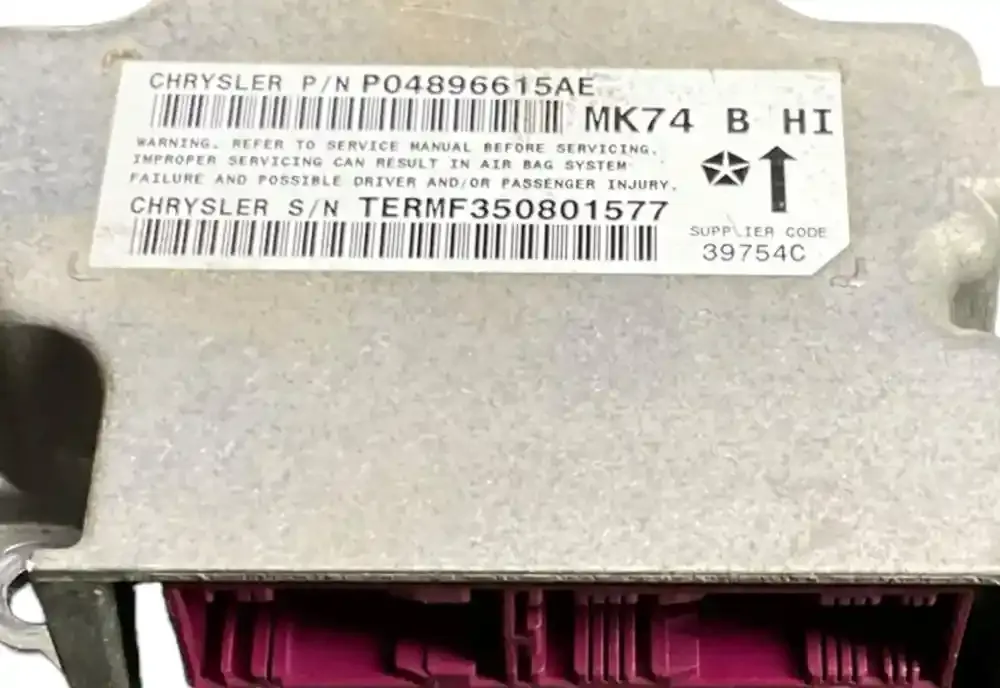 CHRYSLER P/N P04896615AE
MK74 B HI
WARNING. REFER TO SERVICE MANUAL BEFORE SERVICING.
IMPROPER SERVICING CAN RESULT IN AIR BAG SYSTEM
FAILURE AND POSSIBLE DRIVER AND/OR PASSENGER INJURY.
CHRYSLER S/N TERMF350801577
SUPPLIER CODE
39754C